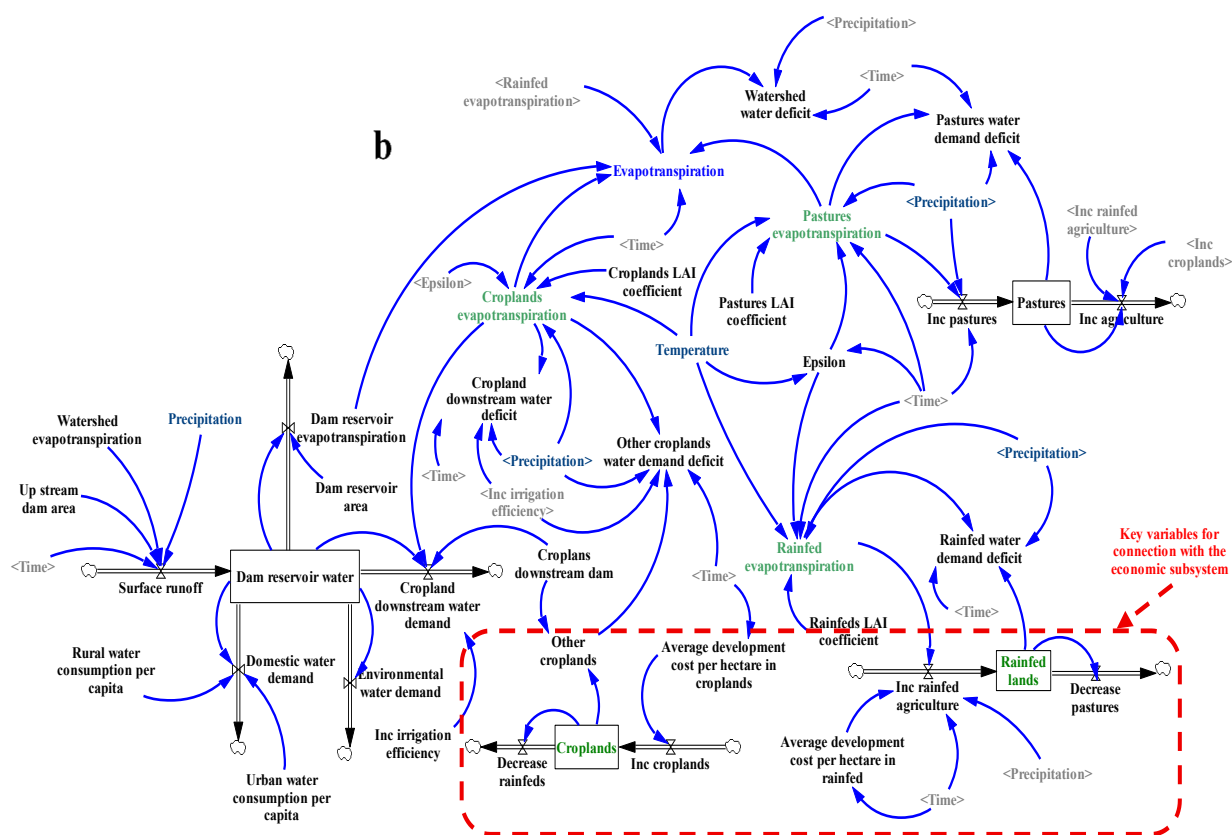 <Precipitation>
<Rainfed
evapotranspiration>
Watershed
water deficit
<Time>
Pastures water
demand deficit
b
Evapotranspiration
<Precipitation>
Pastures
evapotranspiration
<Inc rainfed
agriculture>
<Inc
croplands>
<Time>
<Epsilon>
Croplands LAI
coefficient
Croplands
evapotranspiration
Pastures LAI
coefficient
Pastures
Inc pastures
Inc agriculture
Temperature
Epsilon
Cropland
downstream water
deficit
<Time>
Dam reservoir
evapotranspiration
Watershed
evapotranspiration
Precipitation
Other croplands
water demand deficit
<Precipitation>
<Precipitation>
<Time>
Dam reservoir
area
<Inc irrigation
efficiency>
Up stream
dam area
Rainfed
evapotranspiration
Rainfed water
demand deficit
Key variables for
connection with the
economic subsystem
<Time>
Surface runoff
Dam reservoir water
Cropland
downstream water
demand
Croplans
downstream dam
<Time>
<Time>
Rainfeds LAI
coefficient
Rural water
consumption per
capita
Domestic water
demand
Environmental
water demand
Other
croplands
Average development
cost per hectare in
croplands
Rainfed
lands
Inc rainfed
agriculture
Decrease
pastures
Inc irrigation
efficiency
Croplands
Decrease
rainfeds
Inc croplands
Average development
cost per hectare in
rainfed
<Precipitation>
Urban water
consumption per
capita
<Time>